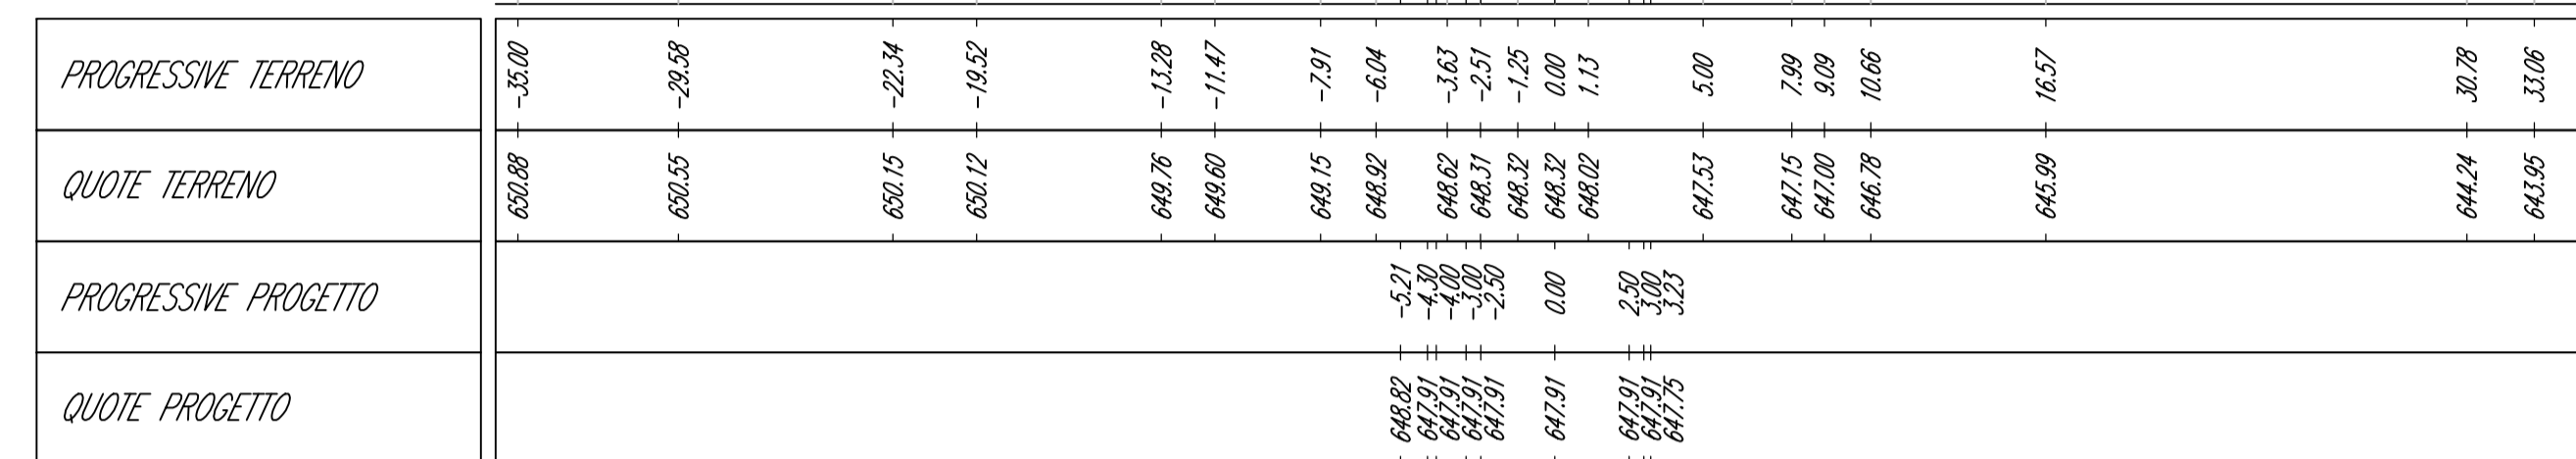 PROGRESSIVE TERRENO -35.00 -29.58 -22.34 -19.52 -13.28 -11.47 -7.91 -6.04 -3.63 -2.51 -1.25 0.00 1.13 5.00 7.99 9.09 10.66 16.57 30.78 33.06
QUOTE TERRENO 650.88 650.55 650.15 650.12 649.76 649.60 649.15 648.92 648.62 648.31 648.32 648.32 648.02 647.53 647.15 647.00 646.78 645.99 644.24 643.95
PROGRESSIVE PROGETTO -5.21 -4.30 -4.00 -3.00 -2.50 0.00 2.50 3.00 3.23
QUOTE PROGETTO 648.82 647.91 647.91 647.91 647.91 647.91 647.91 647.91 647.75